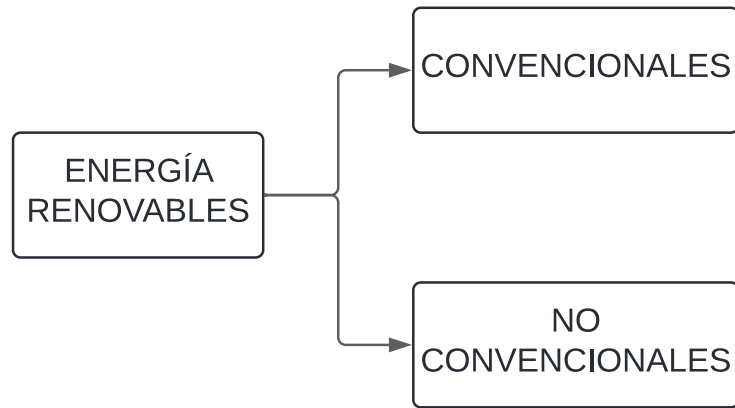 CONVENCIONALES
ENERGÍA
RENOVABLES
NO
CONVENCIONALES